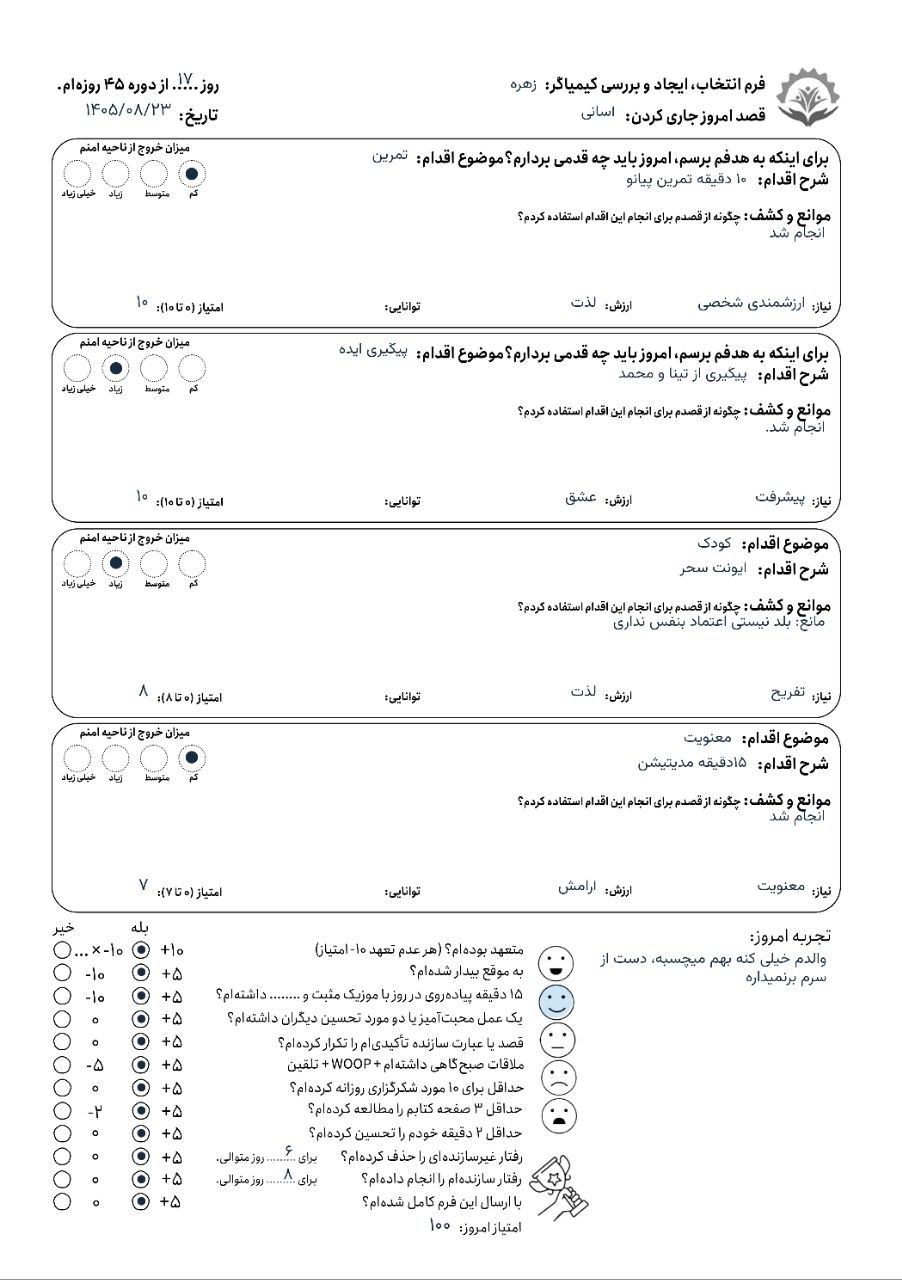 فرم انتخاب، ایجاد و بررسی کیمیاگر: زهره
روز ..۱۷.. از دوره ۴۵ روزه‌ام.
قصد امروز جاری کردن: اسانی
تاریخ: ۱۴۰۵/۰۸/۲۳
برای اینکه به هدفم برسم، امروز باید چه قدمی بردارم؟موضوع اقدام: تمرین
شرح اقدام: ۱۰ دقیقه تمرین پیانو
میزان خروج از ناحیه امنم
کم متوسط زیاد خیلی زیاد
موانع و کشف: چگونه از قصدم برای انجام این اقدام استفاده کردم؟
انجام شد
نیاز: ارزشمندی شخصی ارزش: لذت توانایی: امتیاز (۰ تا ۱۰): ۱۰
برای اینکه به هدفم برسم، امروز باید چه قدمی بردارم؟موضوع اقدام: پیگیری ایده
شرح اقدام: پیگیری از تینا و محمد
میزان خروج از ناحیه امنم
کم متوسط زیاد خیلی زیاد
موانع و کشف: چگونه از قصدم برای انجام این اقدام استفاده کردم؟
انجام شد.
نیاز: پیشرفت ارزش: عشق توانایی: امتیاز (۰ تا ۱۰): ۱۰
موضوع اقدام: کودک
شرح اقدام: ایونت سحر
میزان خروج از ناحیه امنم
کم متوسط زیاد خیلی زیاد
موانع و کشف: چگونه از قصدم برای انجام این اقدام استفاده کردم؟
مانع: بلد نیستی اعتماد بنفس نداری
نیاز: تفریح ارزش: لذت توانایی: امتیاز (۰ تا ۸): ۸
موضوع اقدام: معنویت
شرح اقدام: ۱۵دقیقه مدیتیشن
میزان خروج از ناحیه امنم
کم متوسط زیاد خیلی زیاد
موانع و کشف: چگونه از قصدم برای انجام این اقدام استفاده کردم؟
انجام شد
نیاز: معنویت ارزش: ارامش توانایی: امتیاز (۰ تا ۷): ۷
تجربه امروز:
والدم خیلی کنه بهم میچسبه، دست از
سرم برنمیداره
بله خیر
متعهد بوده‌ام؟ (هر عدم تعهد ۱۰- امتیاز) +۱۰ -۱۰×...
به موقع بیدار شده‌ام؟ +۵ -۱۰
۱۵ دقیقه پیاده‌روی در روز با موزیک مثبت و ........ داشته‌ام؟ +۵ -۱۰
یک عمل محبت‌آمیز یا دو مورد تحسین دیگران داشته‌ام؟ +۵ ۰
قصد یا عبارت سازنده تأکیدی‌ام را تکرار کرده‌ام؟ +۵ ۰
ملاقات صبح‌گاهی داشته‌ام + WOOP + تلقین +۵ -۵
حداقل برای ۱۰ مورد شکرگزاری روزانه کرده‌ام؟ +۵ ۰
حداقل ۳ صفحه کتابم را مطالعه کرده‌ام؟ +۵ -۲
حداقل ۲ دقیقه خودم را تحسین کرده‌ام؟ +۵ ۰
رفتار غیرسازنده‌ای را حذف کرده‌ام؟ برای ....۶.... روز متوالی. +۵ ۰
رفتار سازنده‌ام را انجام داده‌ام؟ برای ....۸.... روز متوالی. +۵ ۰
با ارسال این فرم کامل شده‌ام؟ +۵ ۰
امتیاز امروز: ۱۰۰